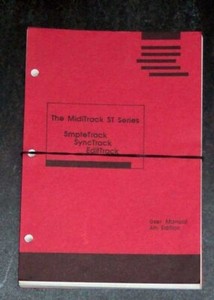 The MidiTrack ST Series
SimpleTrack
SyncTrack
EditTrack
User Manual
5th Edition